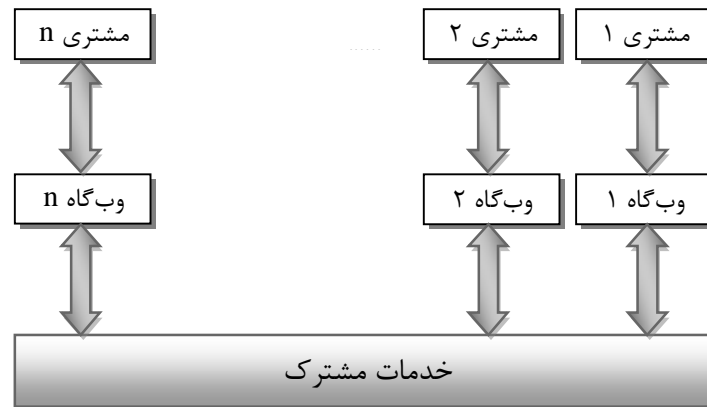 مشتری ۱
مشتری ۲
......
مشتری n
وب‌گاه ۱
وب‌گاه ۲
وب‌گاه n
خدمات مشترک